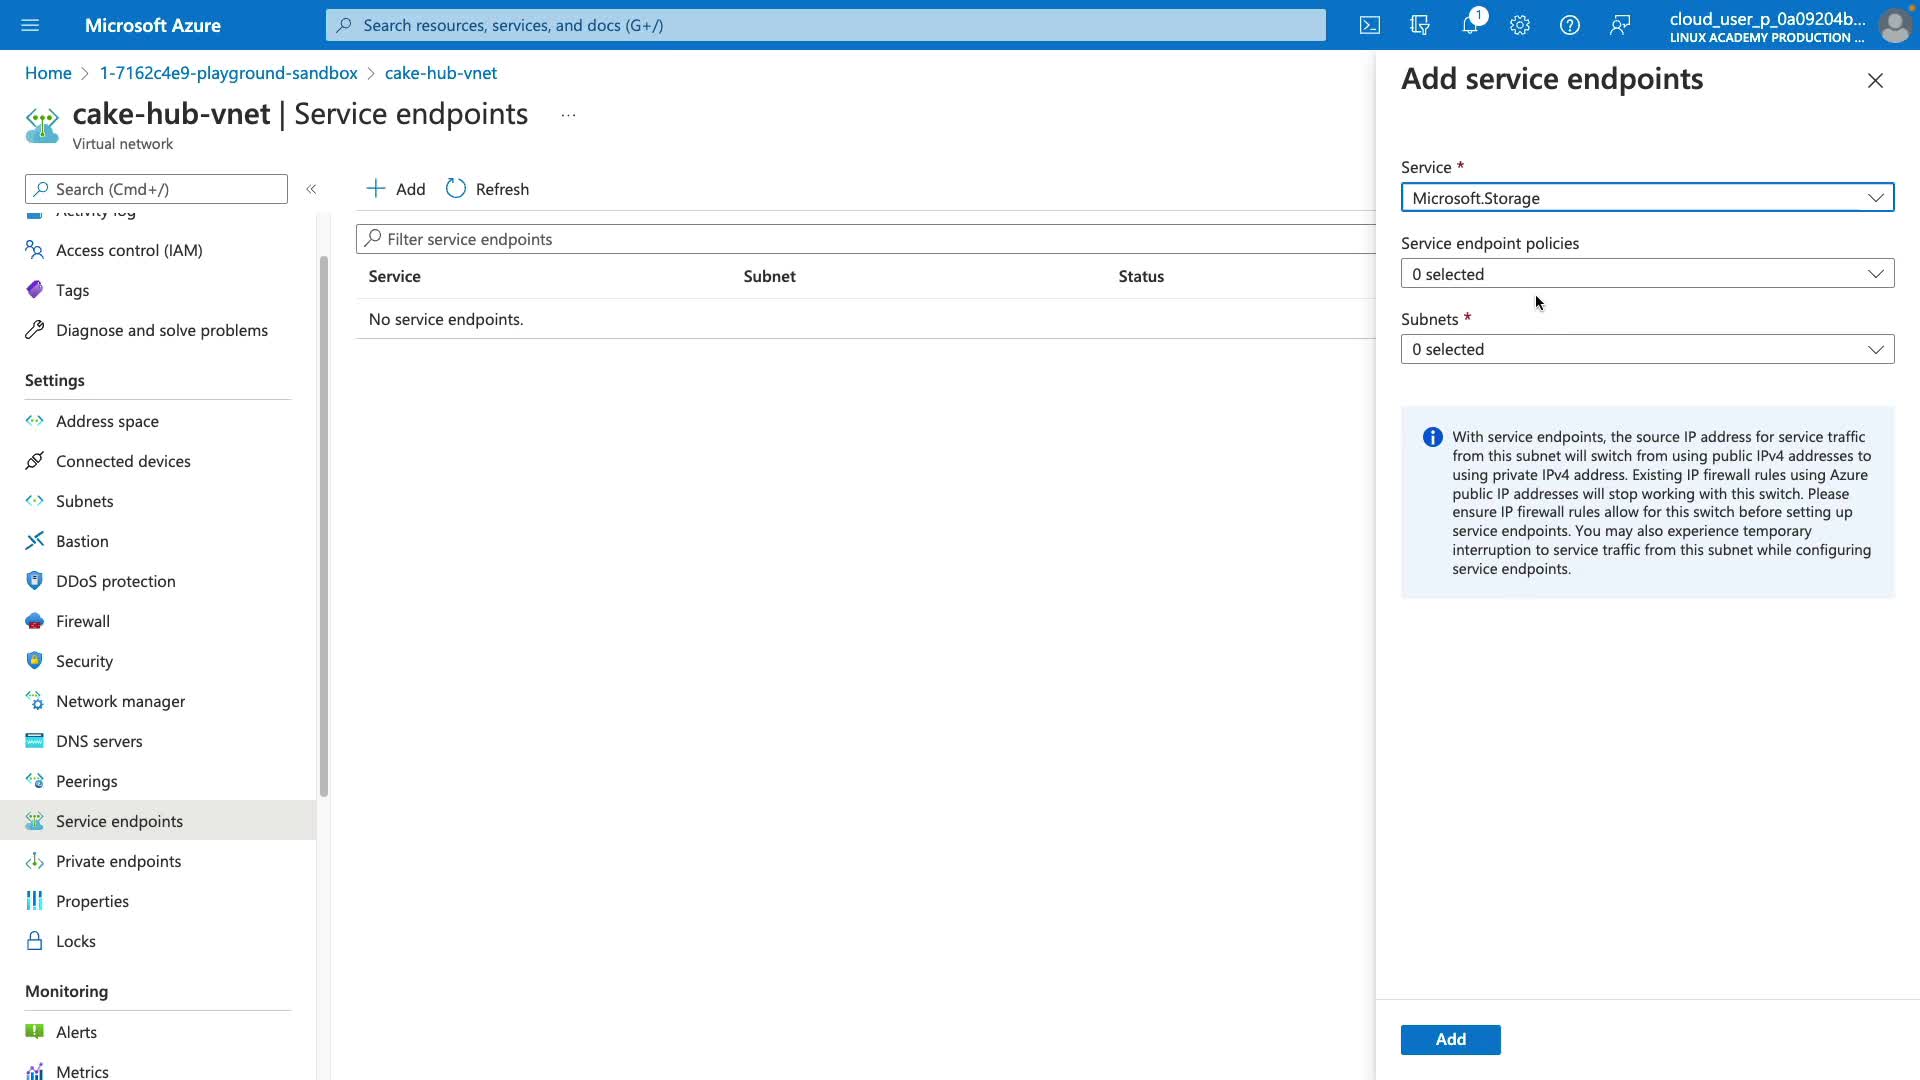 Microsoft Azure
Search resources, services, and docs (G+/)
1
cloud_user_p_0a09204b...
LINUX ACADEMY PRODUCTION ...
Home > 1-7162c4e9-playground-sandbox > cake-hub-vnet
cake-hub-vnet | Service endpoints ...
Virtual network
Search (Cmd+/)
«
Activity log
Access control (IAM)
Tags
Diagnose and solve problems
Settings
Address space
Connected devices
Subnets
Bastion
DDoS protection
Firewall
Security
Network manager
DNS servers
Peerings
Service endpoints
Private endpoints
Properties
Locks
Monitoring
Alerts
Metrics
Add
Refresh
Filter service endpoints
Service Subnet Status
No service endpoints.
Add service endpoints
Service *
Microsoft.Storage
Service endpoint policies
0 selected
Subnets *
0 selected
With service endpoints, the source IP address for service traffic
from this subnet will switch from using public IPv4 addresses to
using private IPv4 address. Existing IP firewall rules using Azure
public IP addresses will stop working with this switch. Please
ensure IP firewall rules allow for this switch before setting up
service endpoints. You may also experience temporary
interruption to service traffic from this subnet while configuring
service endpoints.
Add